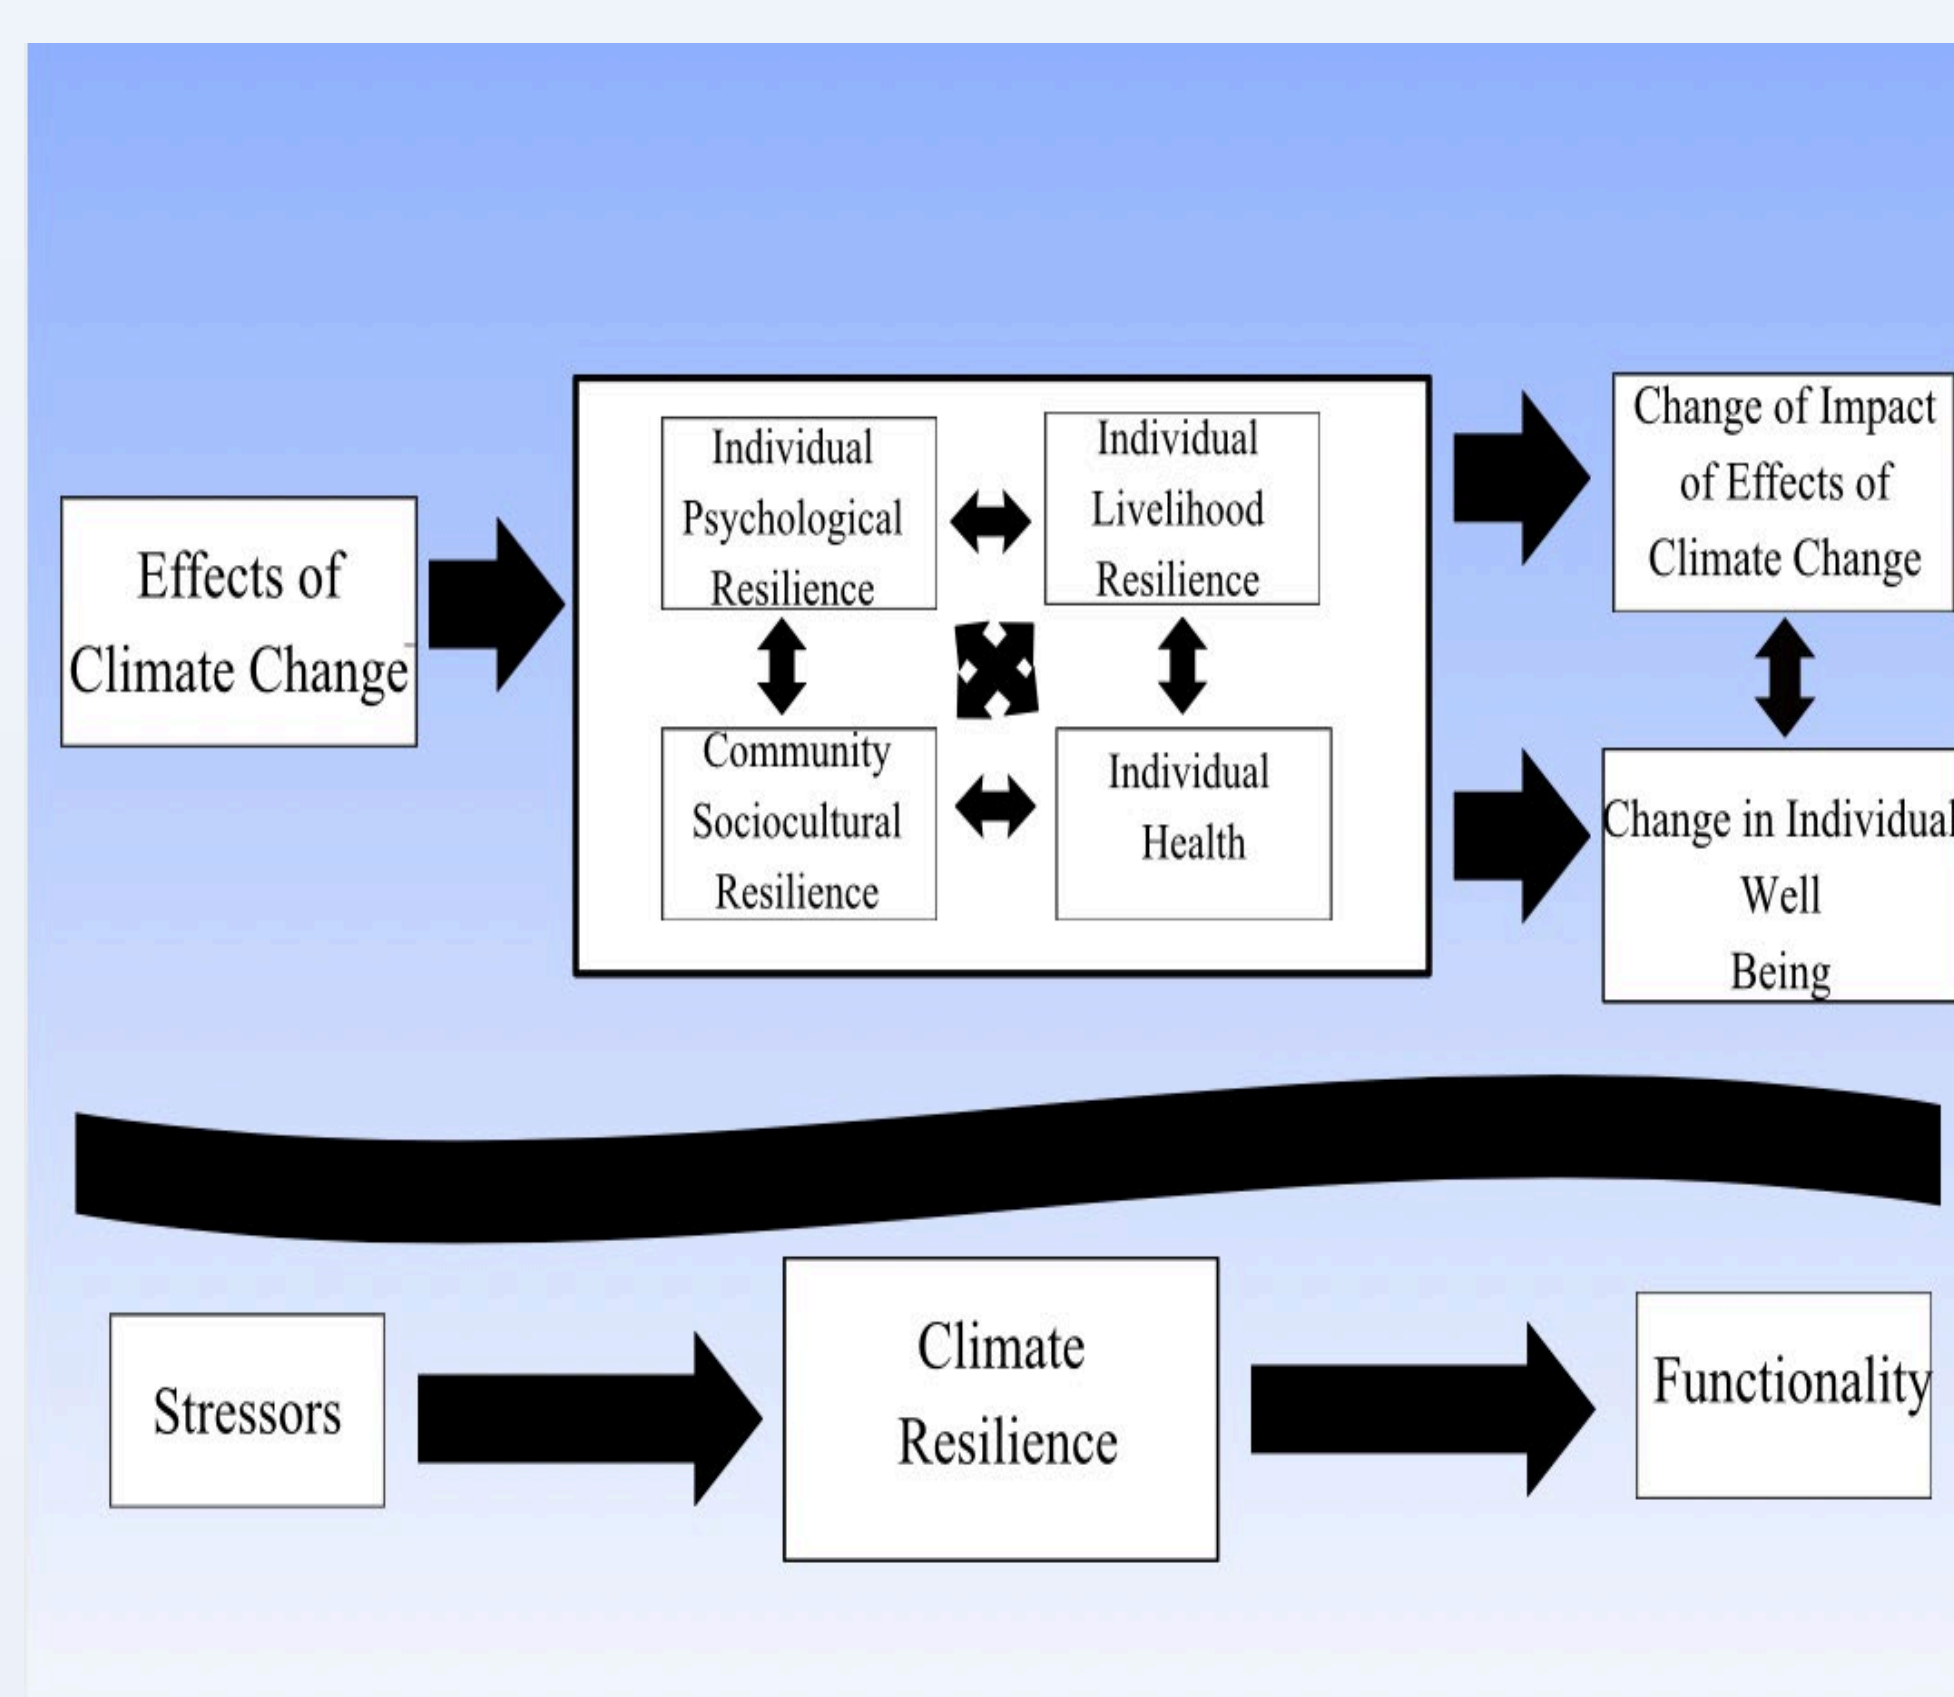 Effects of
Climate Change
Individual
Psychological
Resilience
Individual
Livelihood
Resilience
Community
Sociocultural
Resilience
Individual
Health
Change of Impact
of Effects of
Climate Change
Change in Individual
Well
Being
Stressors
Climate
Resilience
Functionality